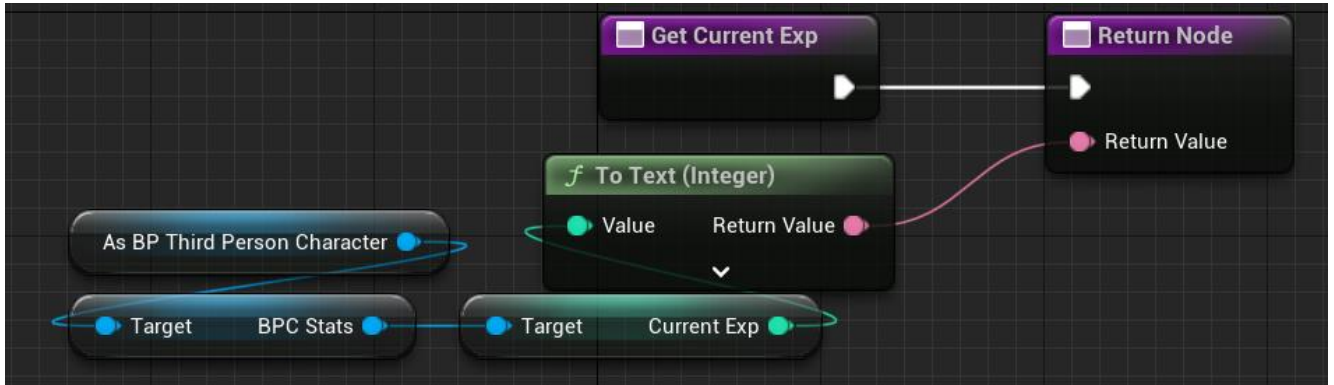 Get Current Exp
Return Node
Return Value
f To Text (Integer)
Value Return Value
As BP Third Person Character
Target BPC Stats
Target Current Exp